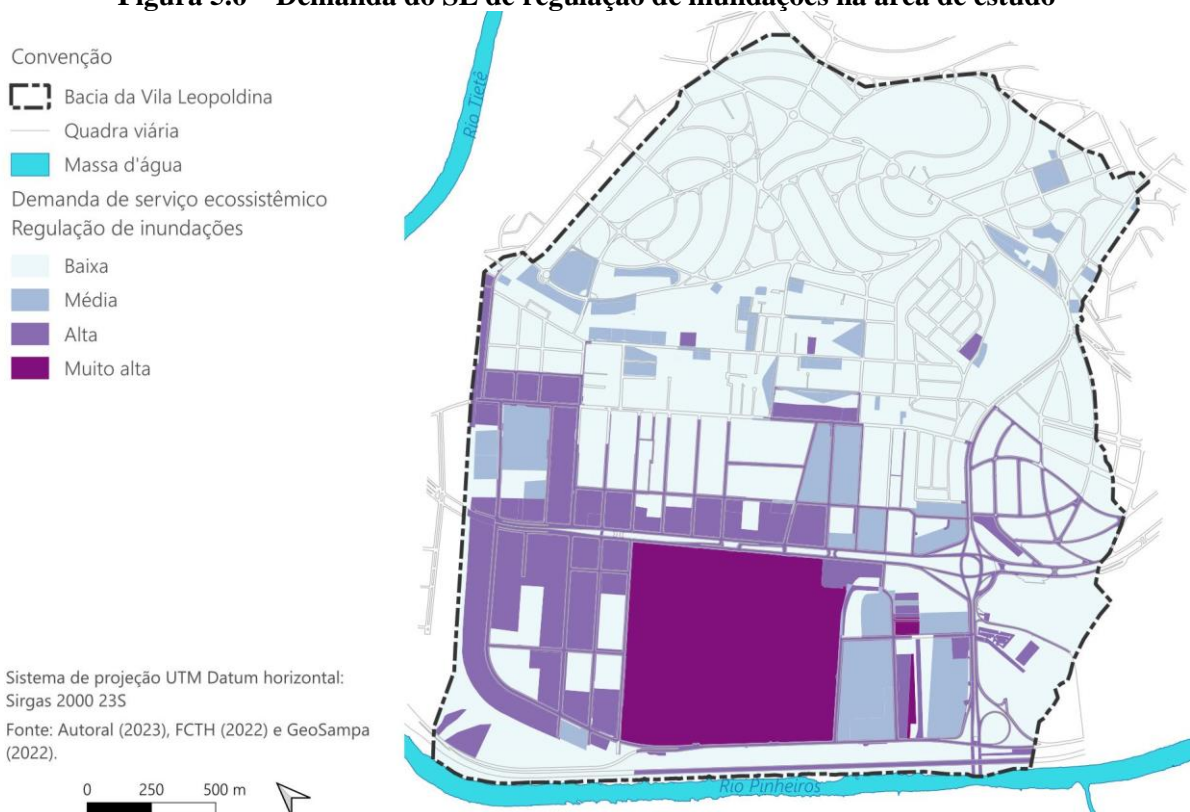 Figura 5.6 – Demanda do SE de regulação de inundações na área de estudo
Convenção
Bacia da Vila Leopoldina
Quadra viária
Massa d'água
Demanda de serviço ecossistêmico
Regulação de inundações
Baixa
Média
Alta
Muito alta
Rio Tietê
Rio Pinheiros
Sistema de projeção UTM Datum horizontal:
Sirgas 2000 23S
Fonte: Autoral (2023), FCTH (2022) e GeoSampa
(2022).
0 250 500 m